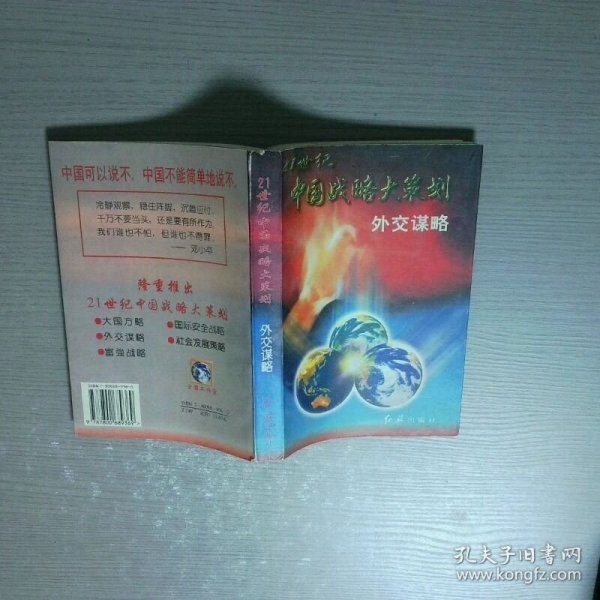 中国可以说不，中国不能简单地说不。
冷静观察，稳住阵脚，沉着应付。
千万不要当头，还是要有所作为。
我们谁也不怕，但谁也不得罪。
——邓小平
隆重推出
21世纪中国战略大策划
●大国方略
●国际安全战略
●外交谋略
●社会发展策略
●富强战略
21世纪中国战略大策划
外交谋略
21世纪
中国战略大策划
外交谋略
红旗出版社
孔夫子旧书网
www.kongfz.com